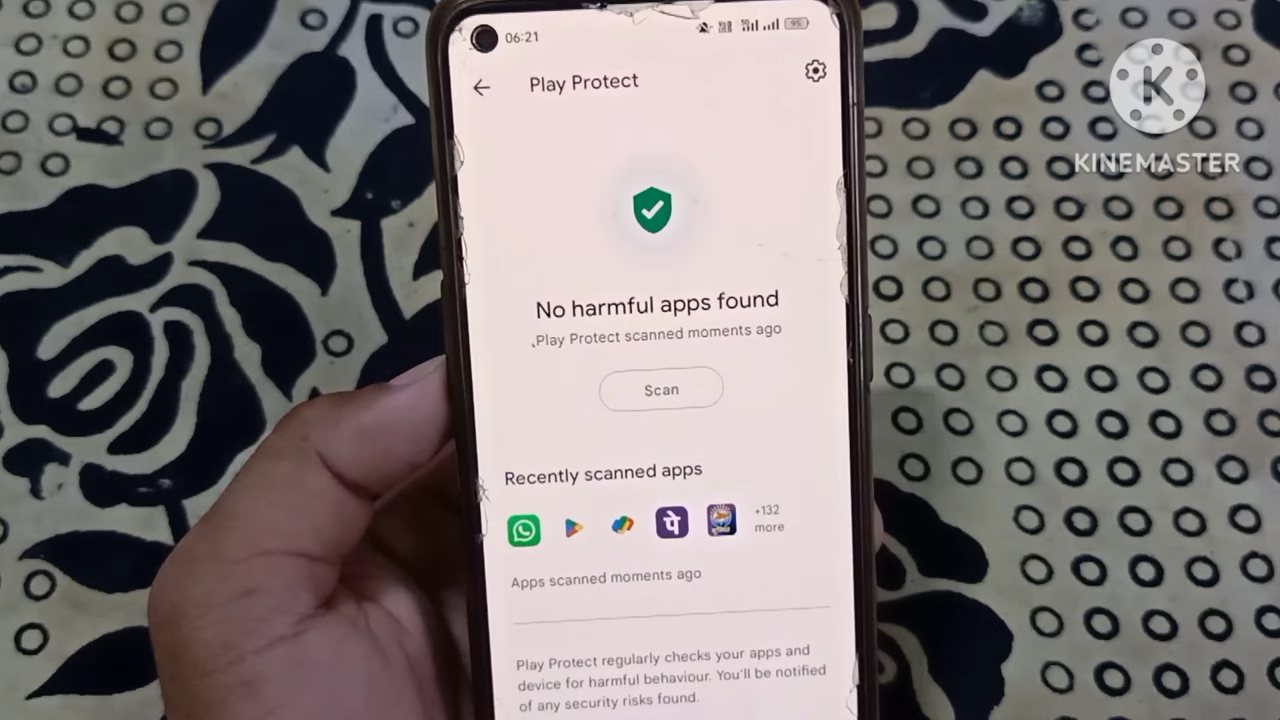 06:21
95
Play Protect
K
KINEMASTER
No harmful apps found
Play Protect scanned moments ago
Scan
Recently scanned apps
पे
+132
more
Apps scanned moments ago
Play Protect regularly checks your apps and
device for harmful behaviour. You'll be notified
of any security risks found.